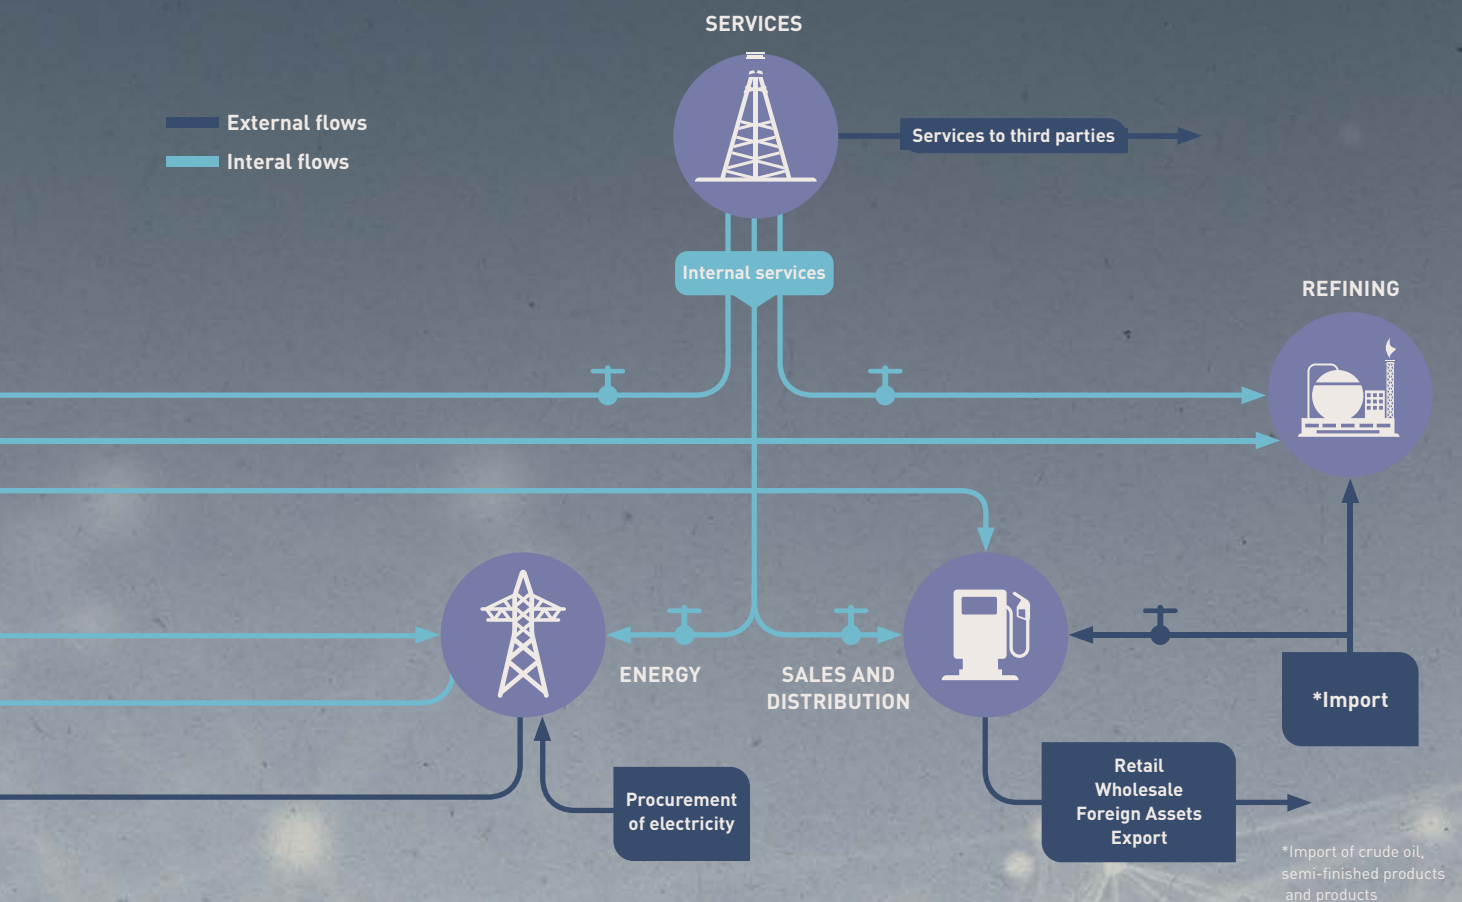 SERVICES
External flows
Interal flows
Services to third parties
Internal services
REFINING
ENERGY
SALES AND
DISTRIBUTION
*Import
Procurement
of electricity
Retail
Wholesale
Foreign Assets
Export
*Import of crude oil,
semi-finished products
and products